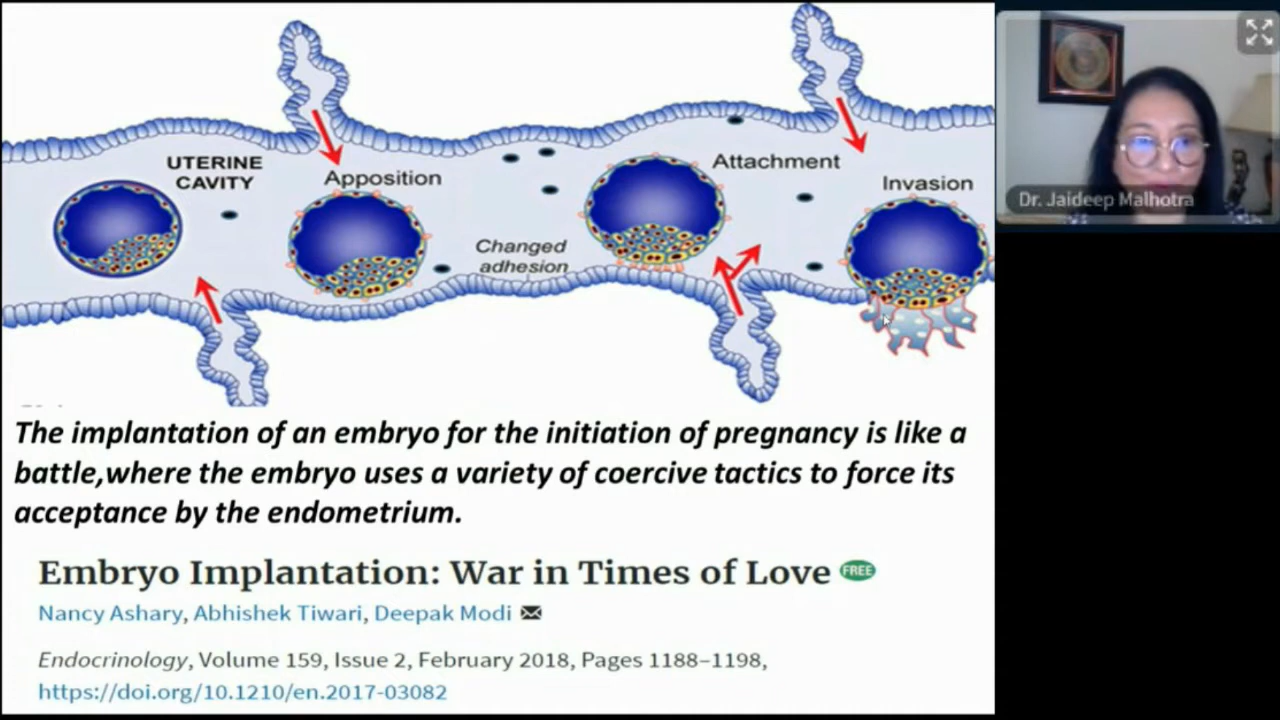 UTERINE
CAVITY
Apposition
Changed
adhesion
Attachment
Invasion
Dr. Jaideep Malhotra
The implantation of an embryo for the initiation of pregnancy is like a
battle,where the embryo uses a variety of coercive tactics to force its
acceptance by the endometrium.
Embryo Implantation: War in Times of Love FREE
Nancy Ashary, Abhishek Tiwari, Deepak Modi
Endocrinology, Volume 159, Issue 2, February 2018, Pages 1188–1198,
https://doi.org/10.1210/en.2017-03082